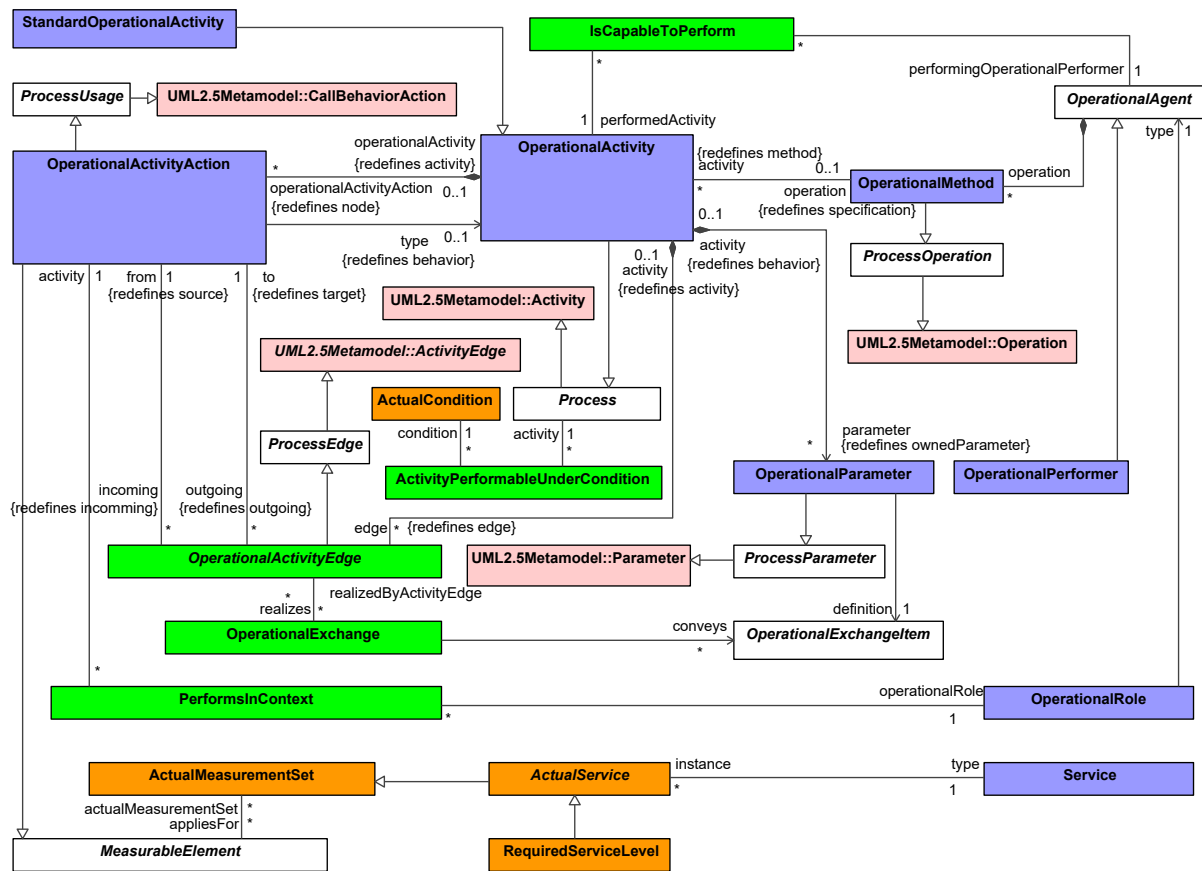 StandardOperationalActivity
IsCapableToPerform
*
*
performingOperationalPerformer
1
ProcessUsage
UML2.5Metamodel::CallBehaviorAction
OperationalAgent
1
performedActivity
type
1
OperationalActivityAction
operationalActivity
{redefines activity}
*
OperationalActivity
{redefines method}
activity
0..1
*
operation
OperationalMethod
*
operationalActivityAction
{redefines node}
0..1
operation
{redefines specification}
0..1
type
0..1
{redefines behavior}
0..1
activity
{redefines activity}
activity
{redefines behavior}
ProcessOperation
activity
1
from
1
{redefines source}
1
to
{redefines target}
UML2.5Metamodel::Activity
UML2.5Metamodel::Operation
UML2.5Metamodel::ActivityEdge
ActualCondition
Process
condition
1
activity
1
ProcessEdge
*
*
parameter
*
{redefines ownedParameter}
ActivityPerformableUnderCondition
OperationalParameter
OperationalPerformer
incoming
{redefines incomming}
*
outgoing
{redefines outgoing}
*
edge
*
{redefines edge}
OperationalActivityEdge
UML2.5Metamodel::Parameter
ProcessParameter
*
realizedByActivityEdge
realizes
*
definition
1
OperationalExchange
conveys
*
OperationalExchangeItem
*
PerformsInContext
*
operationalRole
1
OperationalRole
ActualMeasurementSet
ActualService
instance
*
type
1
Service
actualMeasurementSet
*
appliesFor
*
MeasurableElement
RequiredServiceLevel